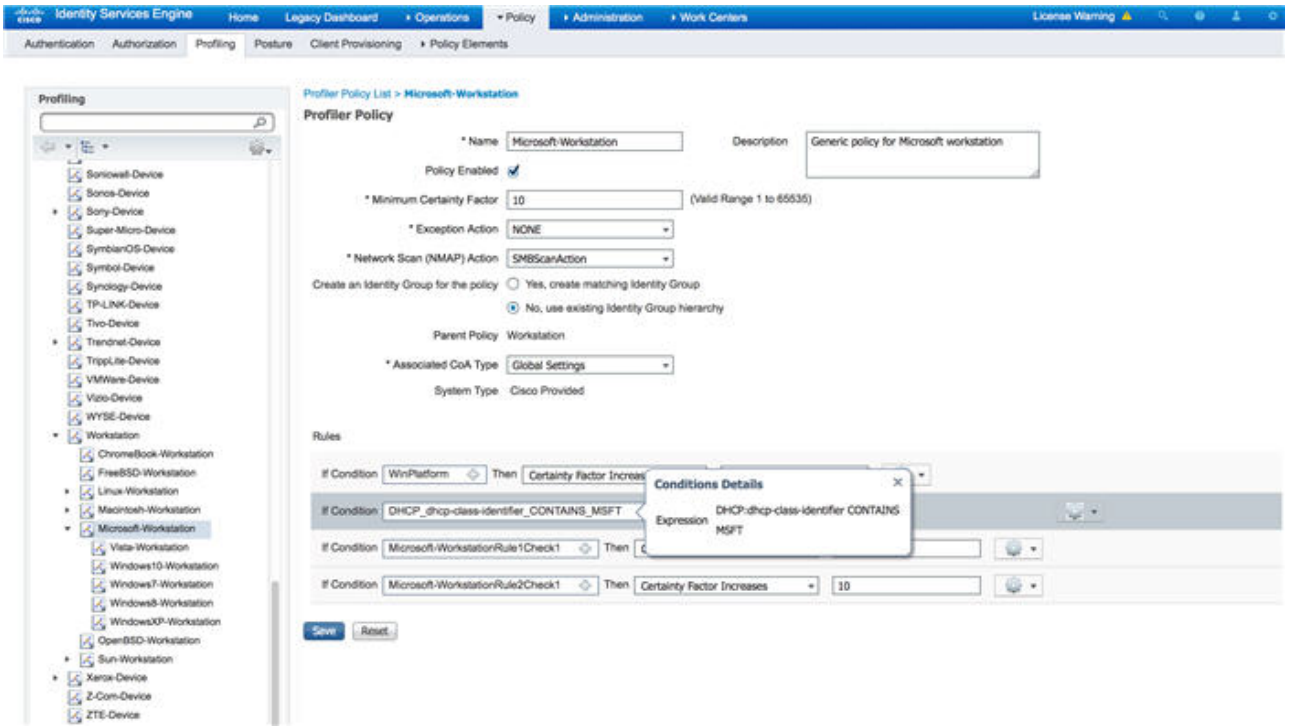 cisco Identity Services Engine Home Legacy Dashboard Operations Policy Administration Work Centers License Warning
Authentication Authorization Profiling Posture Client Provisioning Policy Elements
Profiling
Sonicwall-Device
Sonos-Device
Sony-Device
Super-Micro-Device
SymbianOS-Device
Symbol-Device
Synology-Device
TP-LINK-Device
Tivo-Device
Trendnet-Device
TrippLite-Device
VMWare-Device
Vizio-Device
WYSE-Device
Workstation
ChromeBook-Workstation
FreeBSD-Workstation
Linux-Workstation
Macintosh-Workstation
Microsoft-Workstation
Vista-Workstation
Windows10-Workstation
Windows7-Workstation
Windows8-Workstation
WindowsXP-Workstation
OpenBSD-Workstation
Sun-Workstation
Xerox-Device
Z-Com-Device
ZTE-Device
Profiler Policy List > Microsoft-Workstation
Profiler Policy
* Name Microsoft-Workstation Description Generic policy for Microsoft workstation
Policy Enabled
* Minimum Certainty Factor 10 (Valid Range 1 to 65535)
* Exception Action NONE
* Network Scan (NMAP) Action SMBScanAction
Create an Identity Group for the policy Yes, create matching Identity Group
No, use existing Identity Group hierarchy
Parent Policy Workstation
* Associated CoA Type Global Settings
System Type Cisco Provided
Rules
If Condition WinPlatform Then Certainty Factor Increas
If Condition DHCP_dhcp-class-identifier_CONTAINS_MSFT
Conditions Details
Expression DHCP:dhcp-class-identifier CONTAINS
MSFT
If Condition Microsoft-WorkstationRule1Check1 Then
If Condition Microsoft-WorkstationRule2Check1 Then Certainty Factor Increases 10
Save Reset